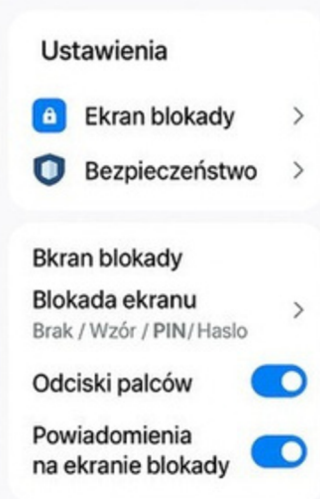 Ustawienia
Ekran blokady
Bezpieczeństwo
Bkran blokady
Blokada ekranu
Brak / Wzór / PIN/Haslo
Odciski palców
Powiadomienia
na ekranie blokady